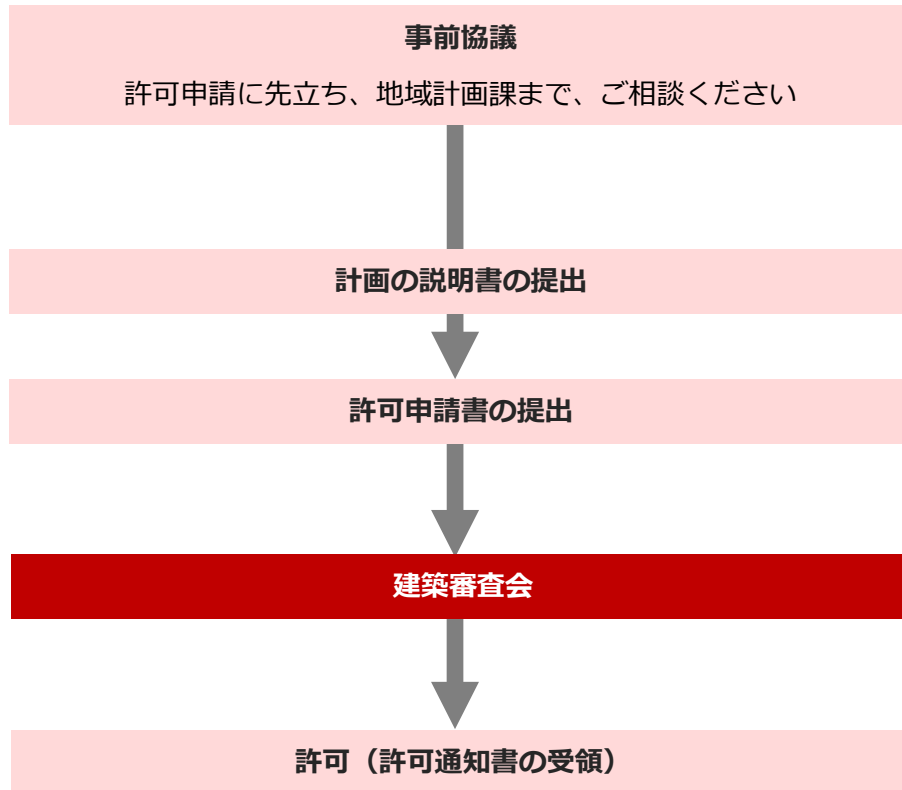 事前協議
許可申請に先立ち、地域計画課まで、ご相談ください
計画の説明書の提出
許可申請書の提出
建築審査会
許可（許可通知書の受領）